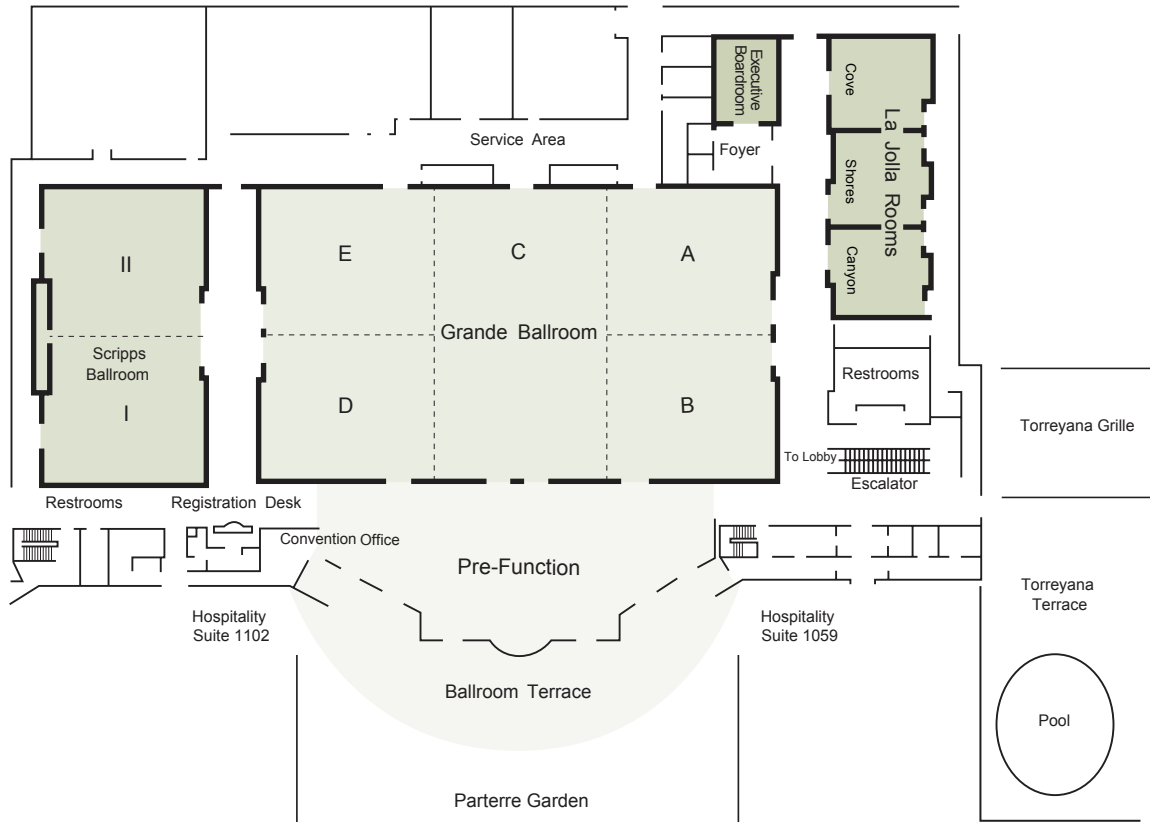 Executive
Boardroom
Cove
La Jolla Rooms
Service Area
Foyer
Shores
II
E
C
A
Canyon
Grande Ballroom
Scripps
Ballroom
Restrooms
I
D
B
Torreyana Grille
To Lobby
Escalator
Restrooms
Registration Desk
Convention Office
Pre-Function
Torreyana
Terrace
Hospitality
Suite 1102
Hospitality
Suite 1059
Ballroom Terrace
Pool
Parterre Garden